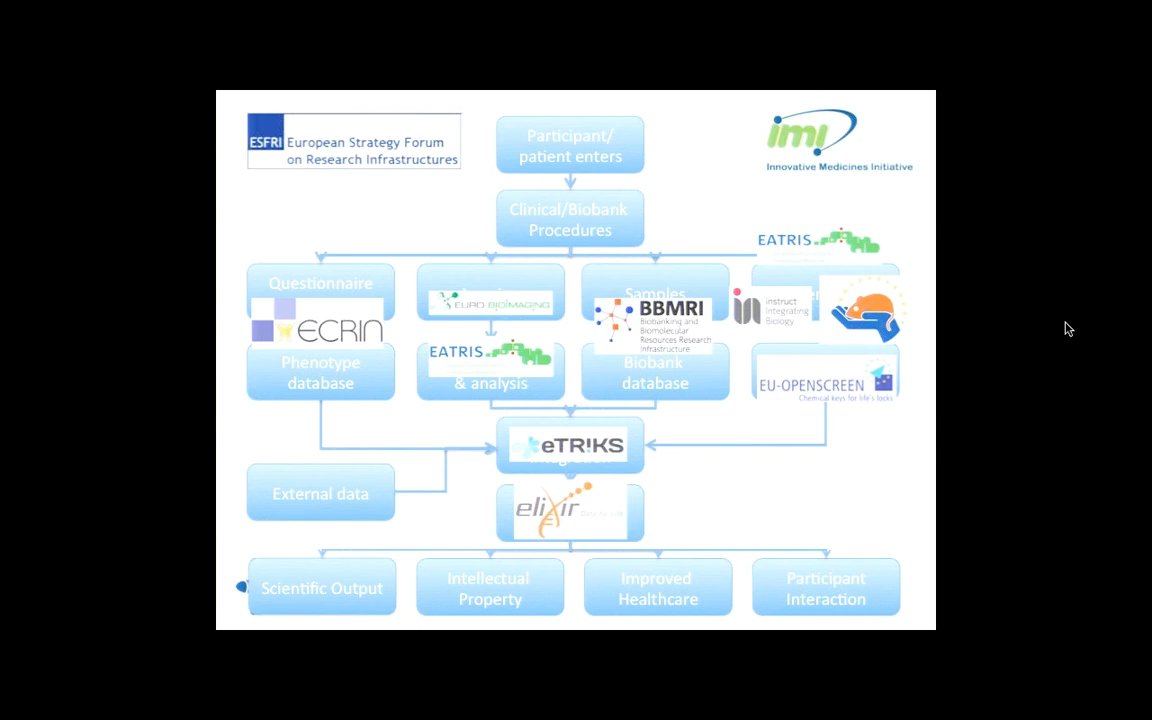 ESFRI
European Strategy Forum
on Research Infrastructures
Participant/
patient enters
imi
Innovative Medicines Initiative
Clinical/Biobank
Procedures
EATRIS
Questionnaire
ECRIN
EURO-BIOIMAGING
Samples
BBMRI
Biobanking and
Biomolecular
Resources Research
Infrastructure
Instruct
Integrating
Biology
Phenotype
database
EATRIS
& analysis
Biobank
database
EU-OPENSCREEN
Chemical keys for life's locks
eTRIKS
External data
elixir
Scientific Output
Intellectual
Property
Improved
Healthcare
Participant
Interaction